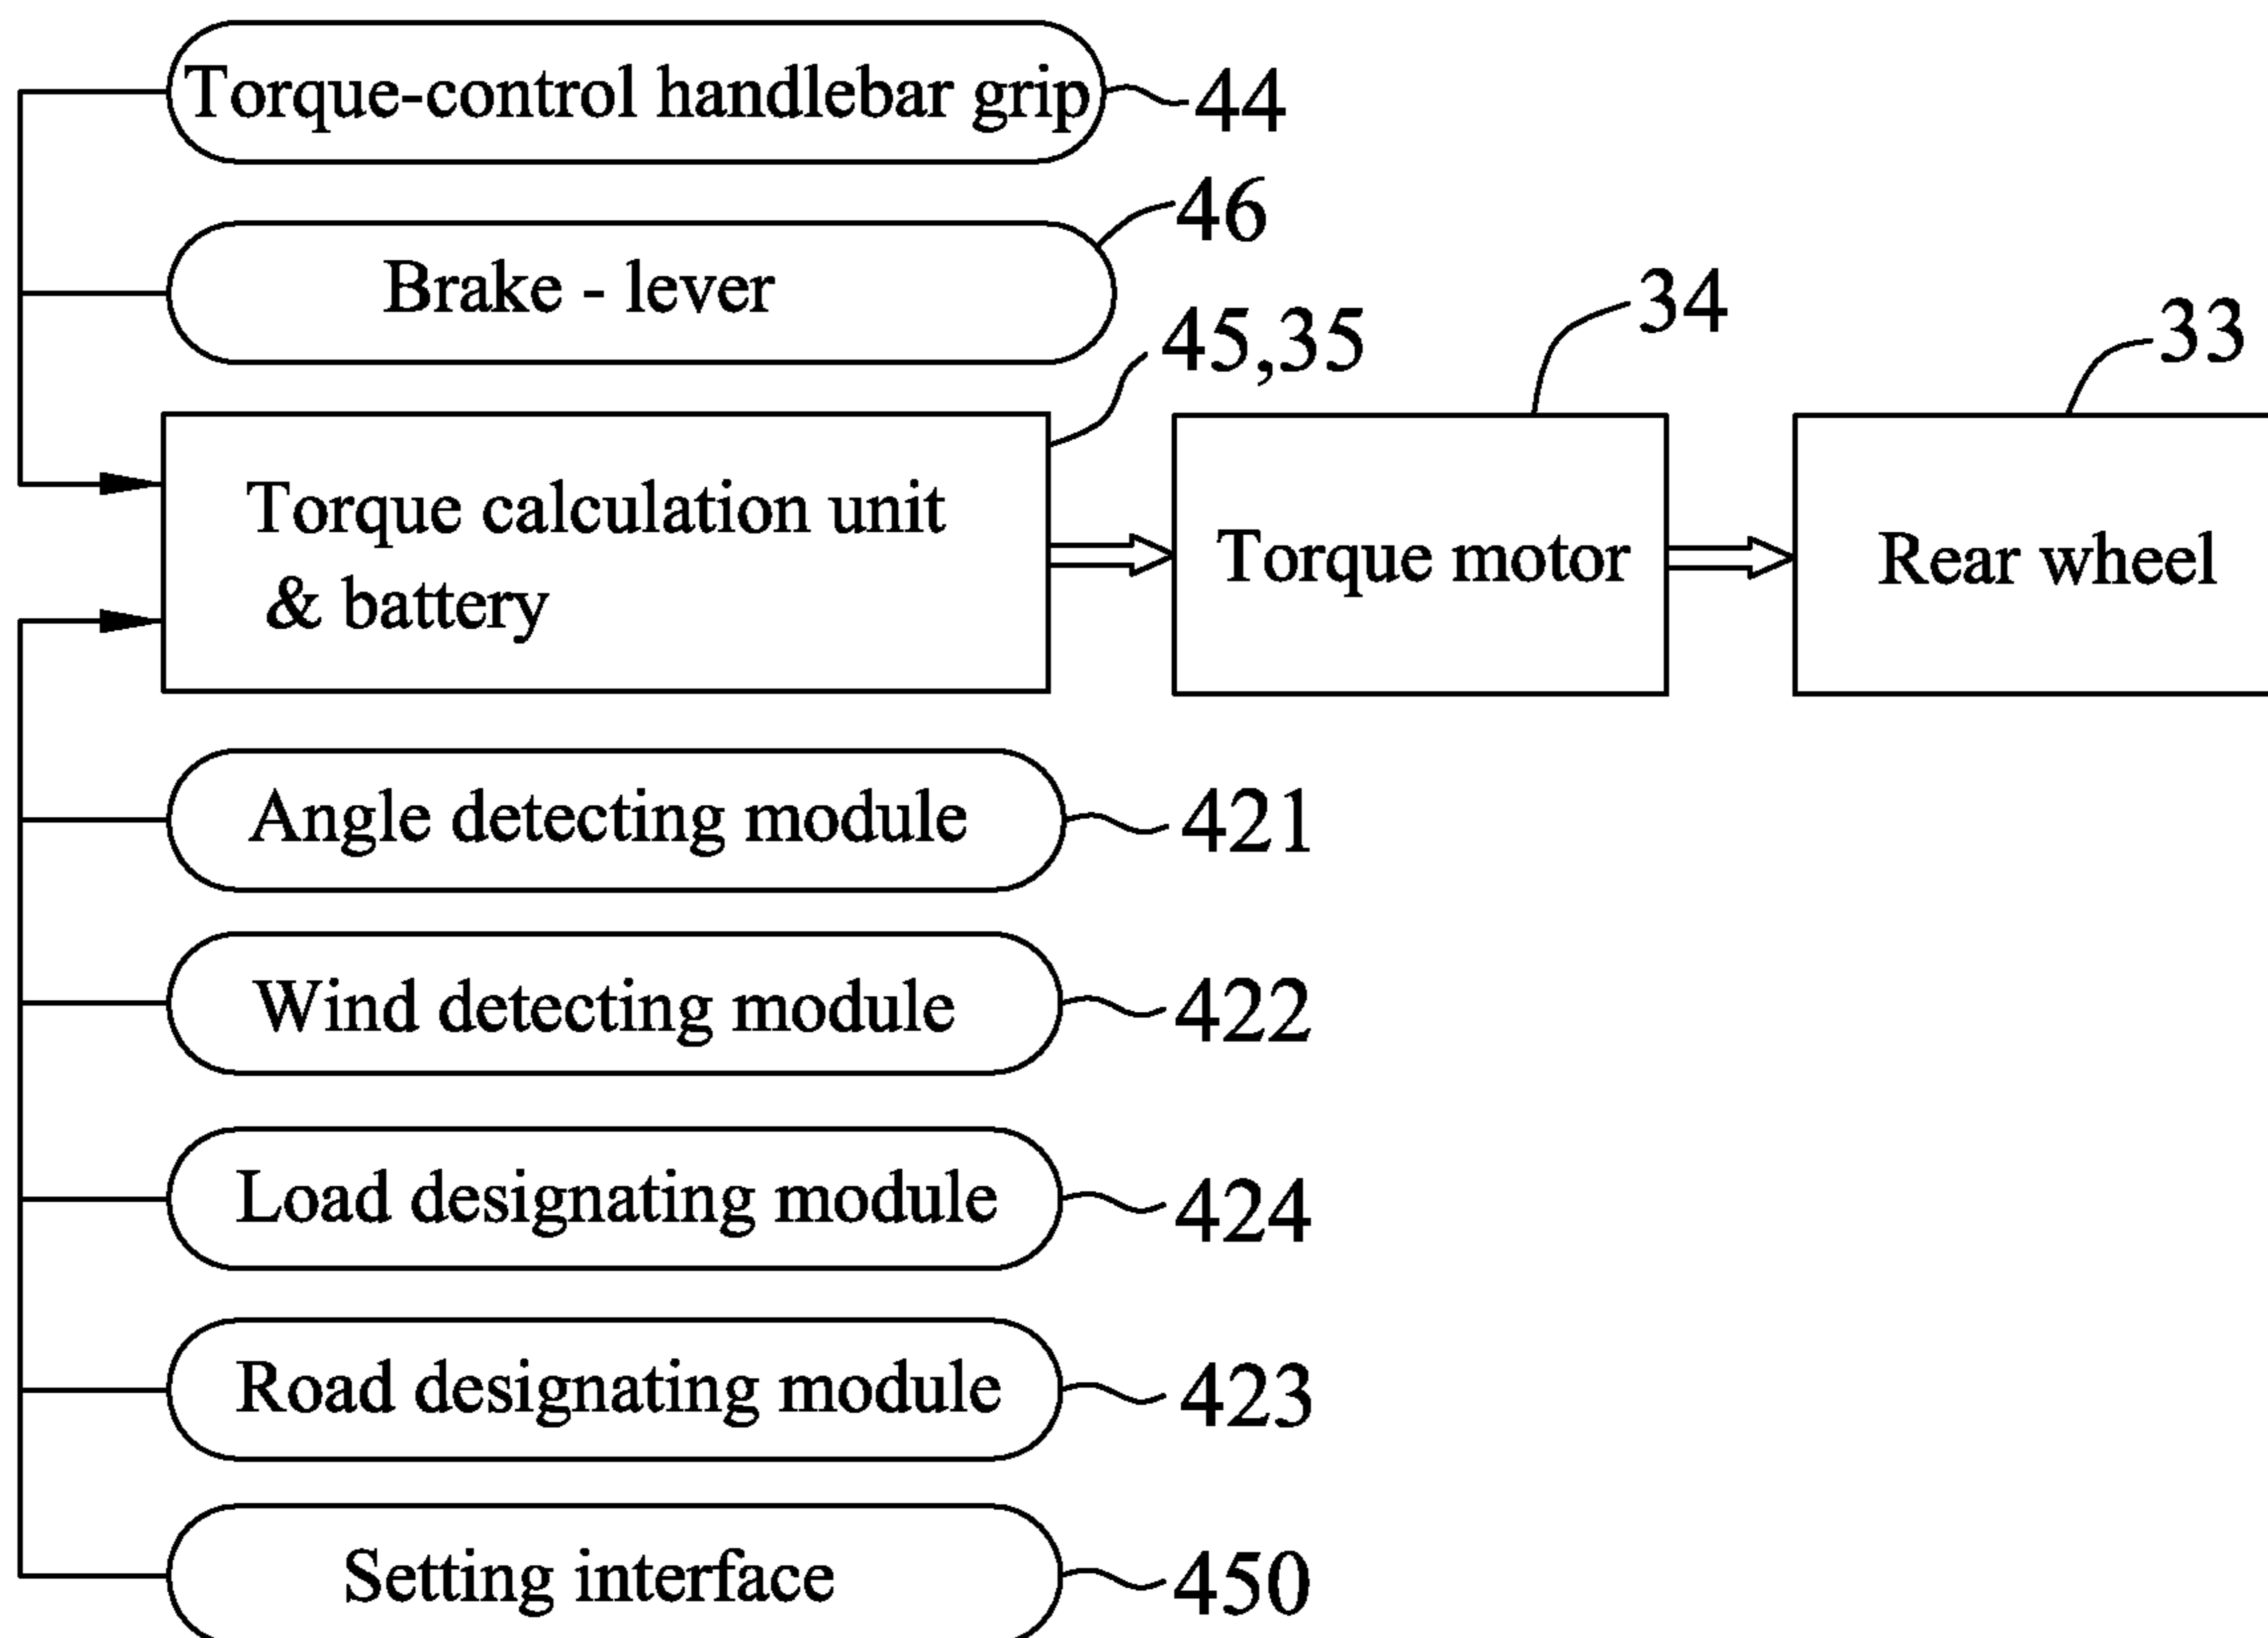 Torque-control handlebar grip
44
46
Brake - lever
45,35
34
33
Torque calculation unit
& battery
Torque motor
Rear wheel
Angle detecting module
421
Wind detecting module
422
Load designating module
424
Road designating module
423
Setting interface
450